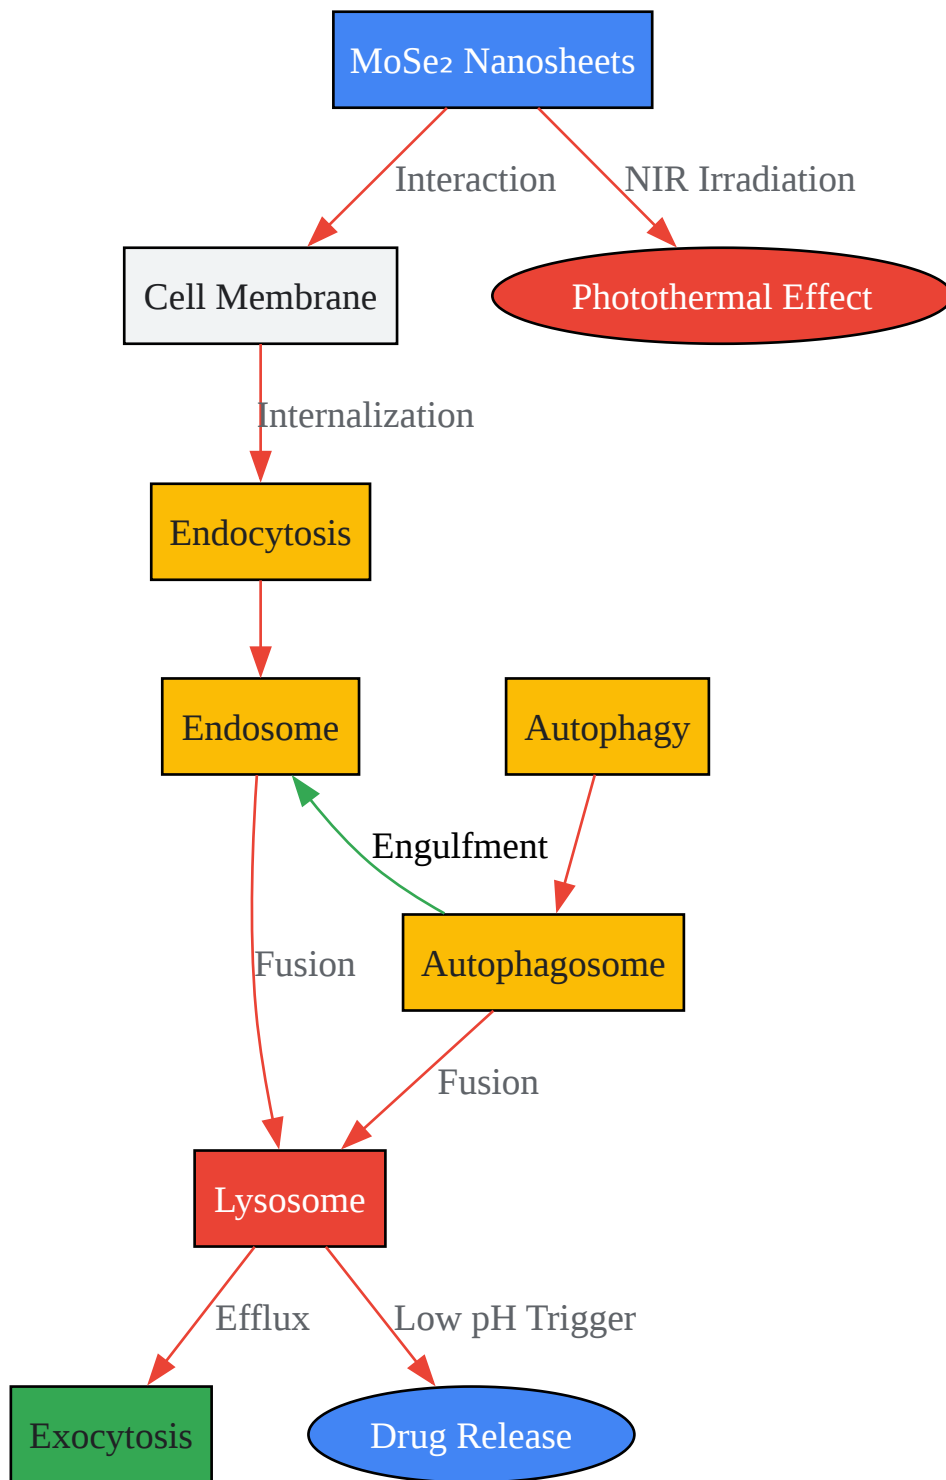 MoSe₂ Nanosheets
Interaction
NIR Irradiation
Cell Membrane
Photothermal Effect
Internalization
Endocytosis
Endosome
Autophagy
Engulfment
Fusion
Autophagosome
Fusion
Lysosome
Efflux
Low pH Trigger
Exocytosis
Drug Release